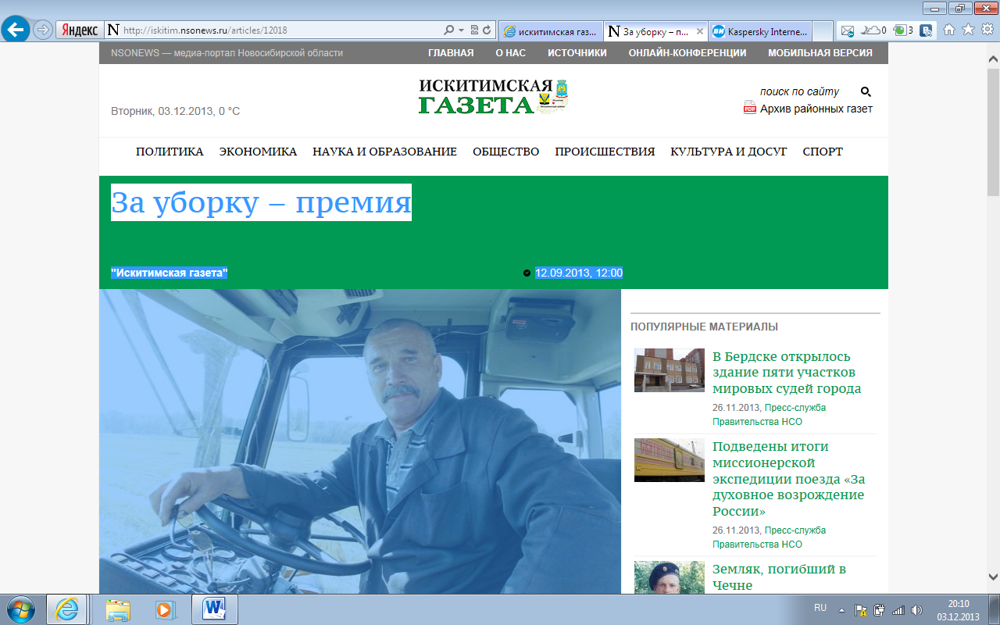 Яндекс
http://iskitim.nsonews.ru/articles/12018
искитимская газ...
За уборку – п...
Kaspersky Interne...
0
3
NSONEWS — медиа-портал Новосибирской области
ГЛАВНАЯ
О НАС
ИСТОЧНИКИ
ОНЛАЙН-КОНФЕРЕНЦИИ
МОБИЛЬНАЯ ВЕРСИЯ
ИСКИТИМСКАЯ
ГАЗЕТА
Вторник, 03.12.2013, 0 °C
поиск по сайту
PDF
Архив районных газет
ПОЛИТИКА
ЭКОНОМИКА
НАУКА И ОБРАЗОВАНИЕ
ОБЩЕСТВО
ПРОИСШЕСТВИЯ
КУЛЬТУРА И ДОСУГ
СПОРТ
За уборку – премия
"Искитимская газета"
12.09.2013, 12:00
ПОПУЛЯРНЫЕ МАТЕРИАЛЫ
В Бердске открылось
здание пяти участков
мировых судей города
26.11.2013, Пресс-служба
Правительства НСО
Подведены итоги
миссионерской
экспедиции поезда «За
духовное возрождение
России»
26.11.2013, Пресс-служба
Правительства НСО
Земляк, погибший в
Чечне
RU
20:10
03.12.2013